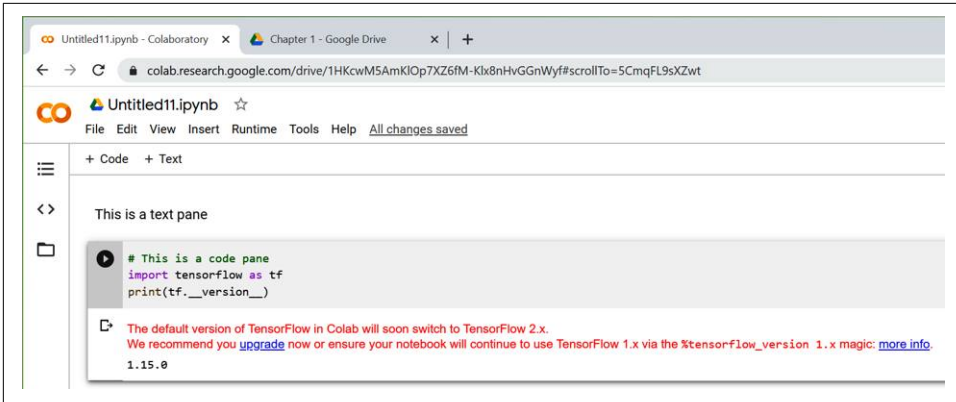 Untitled11.ipynb - Colaboratory
Chapter 1 - Google Drive
colab.research.google.com/drive/1HKcwM5AmKlOp7XZ6fM-Klx8nHvGGnWyf#scrollTo=5CmqFL9sXZwt
Untitled11.ipynb
File Edit View Insert Runtime Tools Help All changes saved
+ Code + Text
This is a text pane
# This is a code pane
import tensorflow as tf
print(tf.__version__)
The default version of TensorFlow in Colab will soon switch to TensorFlow 2.x.
We recommend you upgrade now or ensure your notebook will continue to use TensorFlow 1.x via the %tensorflow_version 1.x magic: more info.
1.15.0